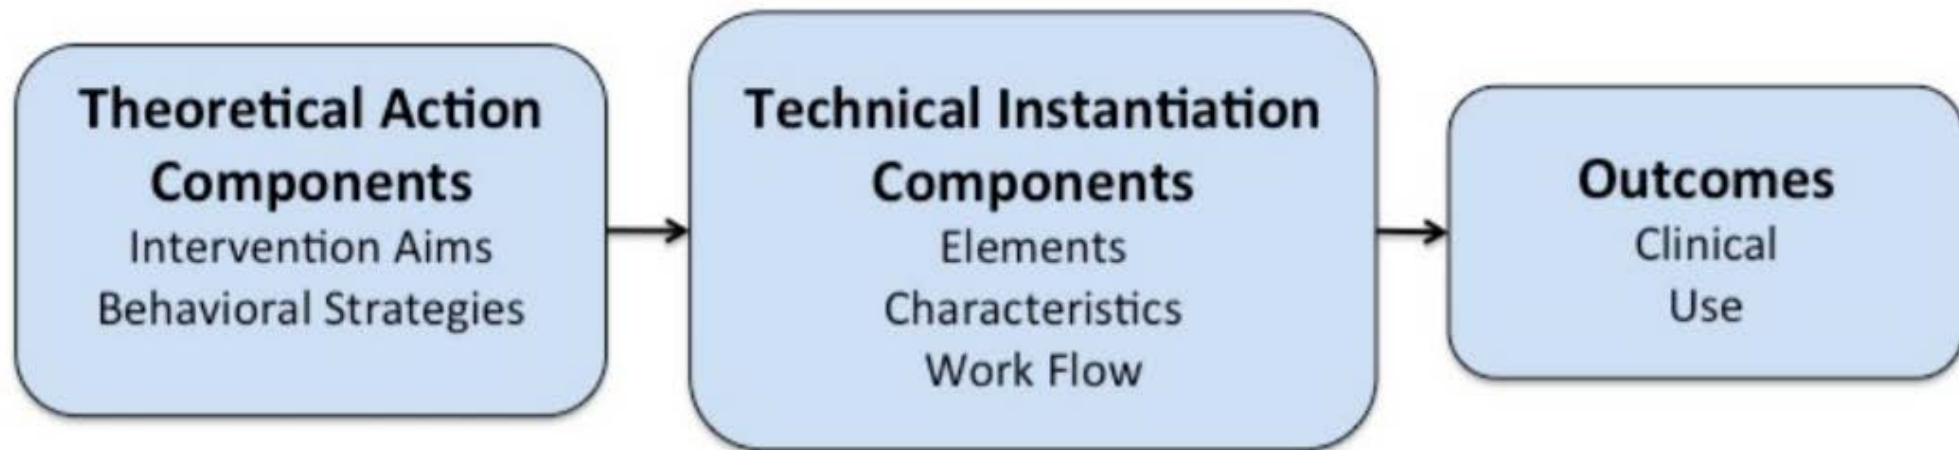 Theoretical Action
Components
Intervention Aims
Behavioral Strategies
Technical Instantiation
Components
Elements
Characteristics
Work Flow
Outcomes
Clinical
Use